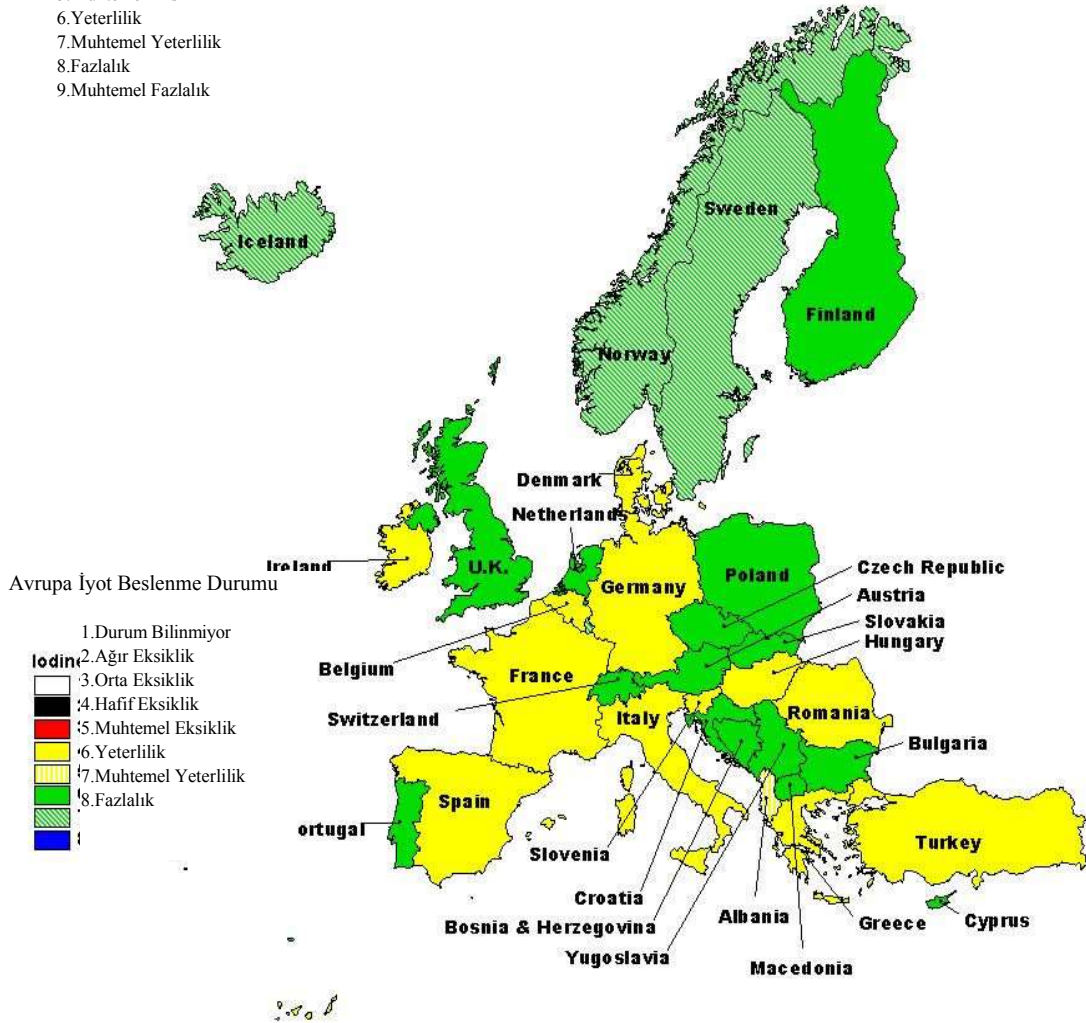 6.Yeterlilik
7.Muhtemel Yeterlilik
8.Fazlalık
9.Muhtemel Fazlalık
Iceland
Sweden
Finland
Norway
Denmark
Netherlands
Ireland
U.K.
Germany
Poland
Czech Republic
Austria
Slovakia
Hungary
Belgium
France
Switzerland
Italy
Romania
Bulgaria
Spain
ortugal
Slovenia
Turkey
Croatia
Bosnia & Herzegovina
Yugoslavia
Albania
Macedonia
Greece
Cyprus
Avrupa İyot Beslenme Durumu
1.Durum Bilinmiyor
Iodine
2.Ağır Eksiklik
3.Orta Eksiklik
4.Hafif Eksiklik
5.Muhtemel Eksiklik
6.Yeterlilik
7.Muhtemel Yeterlilik
8.Fazlalık